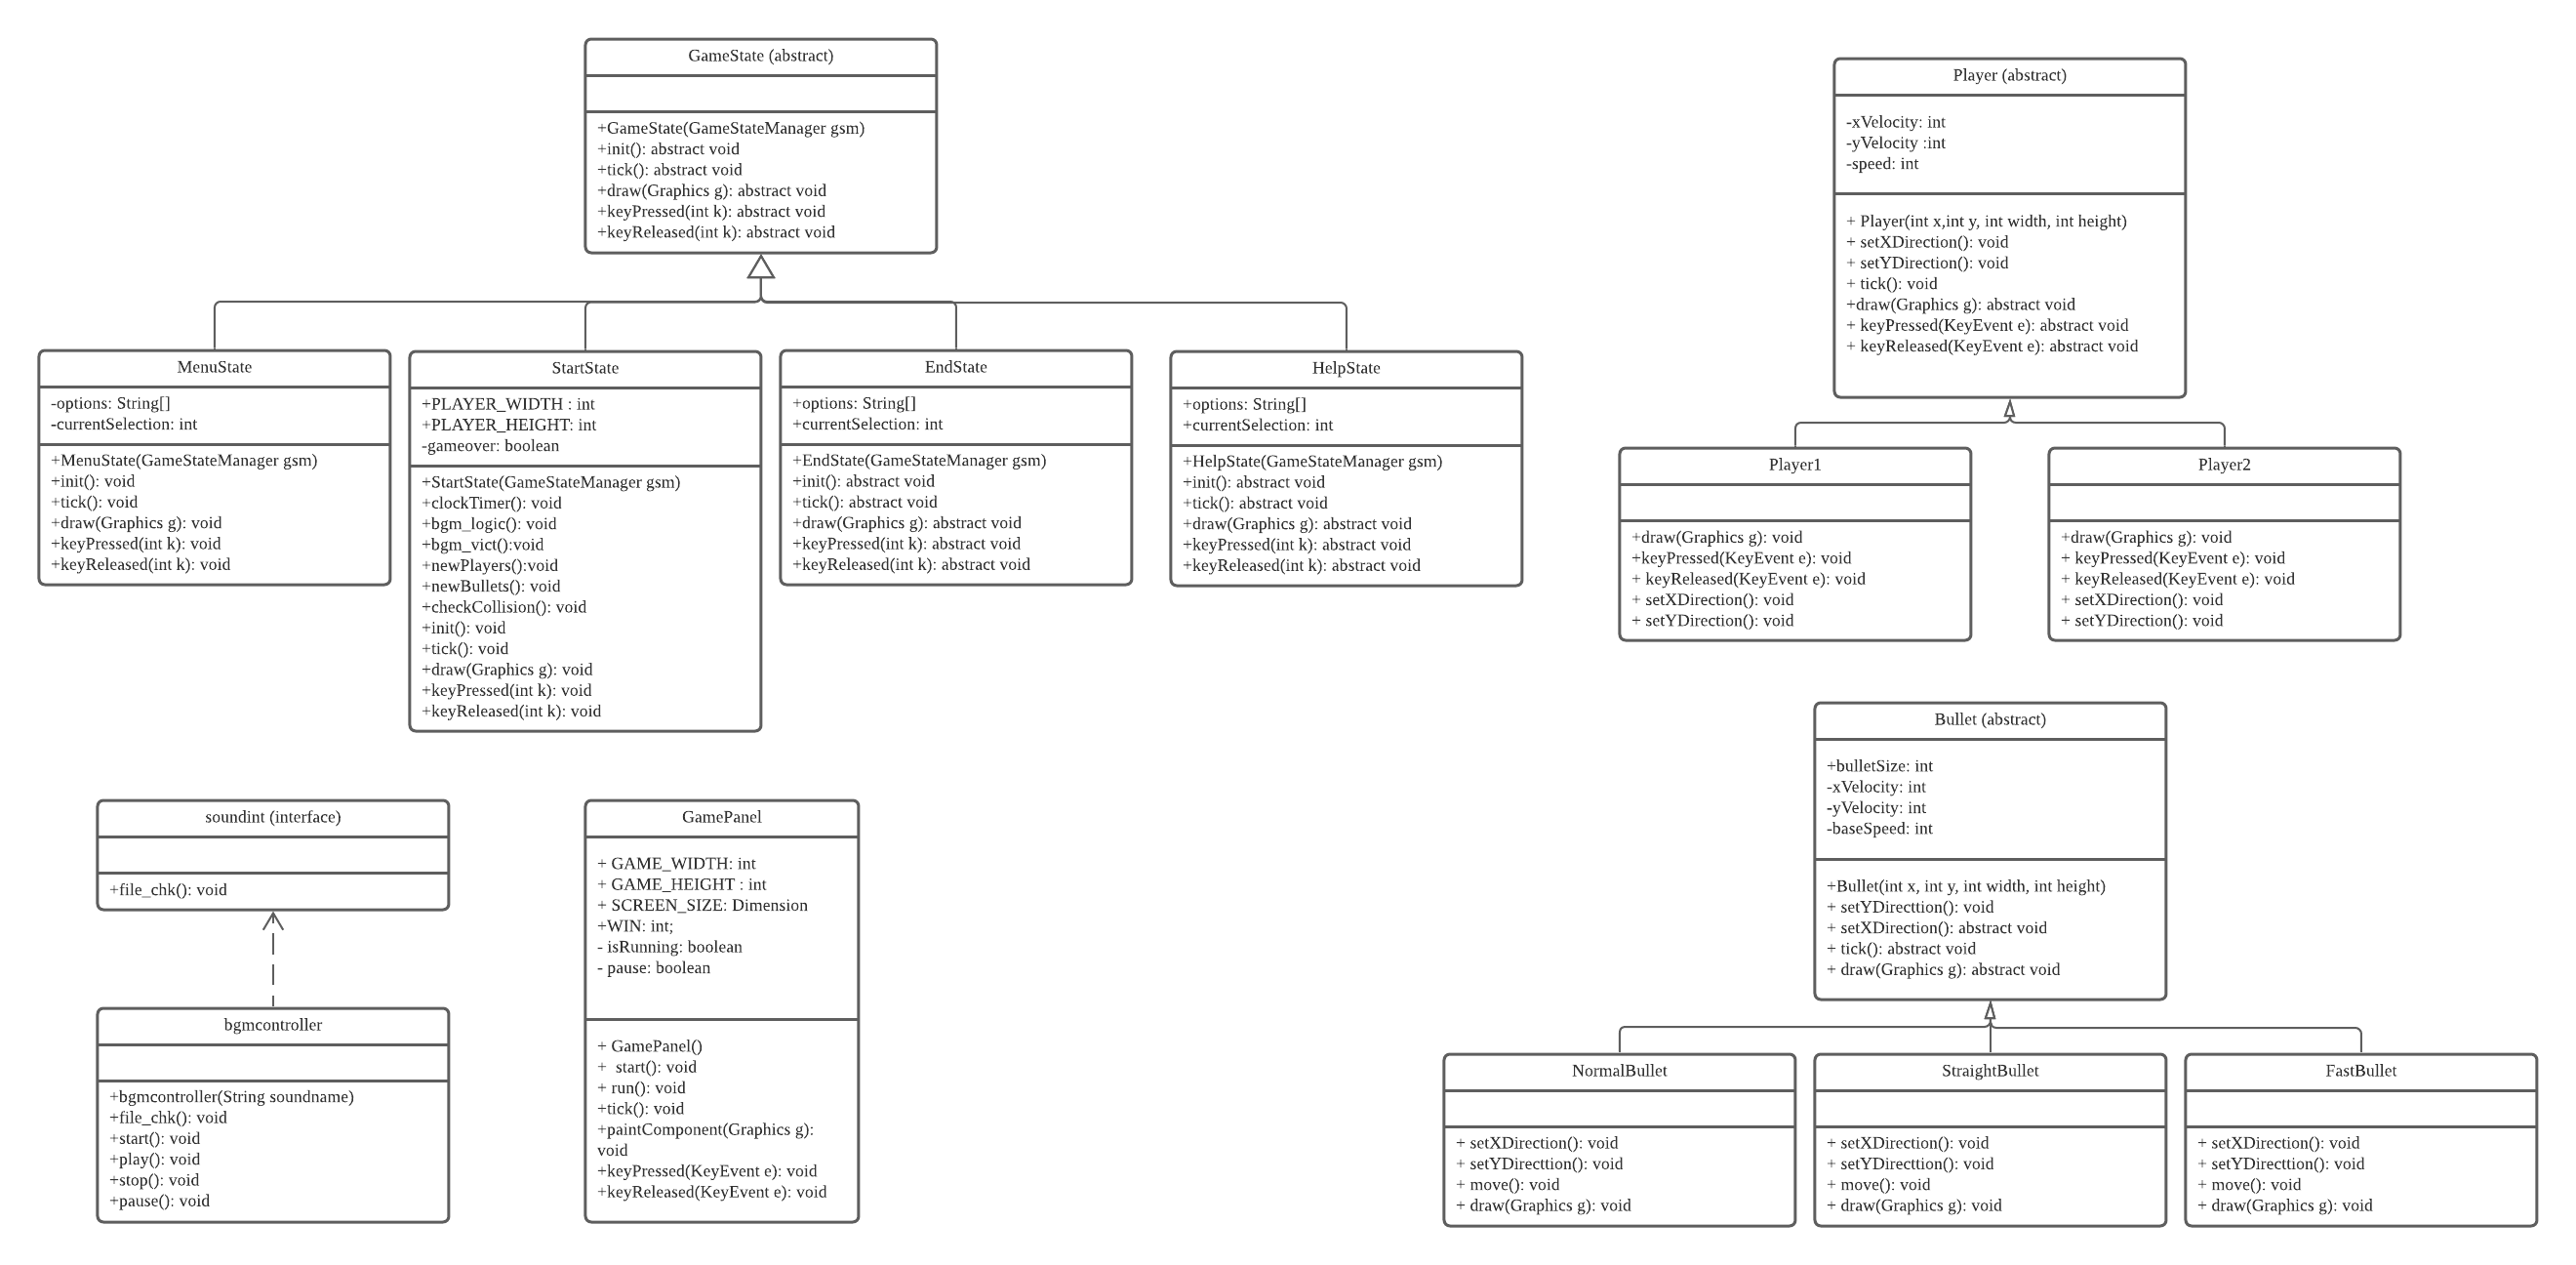 GameState (abstract)
+GameState(GameStateManager gsm)
+init(): abstract void
+tick(): abstract void
+draw(Graphics g): abstract void
+keyPressed(int k): abstract void
+keyReleased(int k): abstract void
MenuState
-options: String[]
-currentSelection: int
+MenuState(GameStateManager gsm)
+init(): void
+tick(): void
+draw(Graphics g): void
+keyPressed(int k): void
+keyReleased(int k): void
StartState
+PLAYER_WIDTH : int
+PLAYER_HEIGHT: int
-gameover: boolean
+StartState(GameStateManager gsm)
+clockTimer(): void
+bgm_logic(): void
+bgm_vict():void
+newPlayers():void
+newBullets(): void
+checkCollision(): void
+init(): void
+tick(): void
+draw(Graphics g): void
+keyPressed(int k): void
+keyReleased(int k): void
EndState
+options: String[]
+currentSelection: int
+EndState(GameStateManager gsm)
+init(): abstract void
+tick(): abstract void
+draw(Graphics g): abstract void
+keyPressed(int k): abstract void
+keyReleased(int k): abstract void
HelpState
+options: String[]
+currentSelection: int
+HelpState(GameStateManager gsm)
+init(): abstract void
+tick(): abstract void
+draw(Graphics g): abstract void
+keyPressed(int k): abstract void
+keyReleased(int k): abstract void
Player (abstract)
-xVelocity: int
-yVelocity :int
-speed: int
+ Player(int x,int y, int width, int height)
+ setXDirection(): void
+ setYDirection(): void
+ tick(): void
+draw(Graphics g): abstract void
+ keyPressed(KeyEvent e): abstract void
+ keyReleased(KeyEvent e): abstract void
Player1
+draw(Graphics g): void
+keyPressed(KeyEvent e): void
+ keyReleased(KeyEvent e): void
+ setXDirection(): void
+ setYDirection(): void
Player2
+draw(Graphics g): void
+ keyPressed(KeyEvent e): void
+ keyReleased(KeyEvent e): void
+ setXDirection(): void
+ setYDirection(): void
soundint (interface)
+file_chk(): void
bgmcontroller
+bgmcontroller(String soundname)
+file_chk(): void
+start(): void
+play(): void
+stop(): void
+pause(): void
GamePanel
+ GAME_WIDTH: int
+ GAME_HEIGHT : int
+ SCREEN_SIZE: Dimension
+WIN: int;
- isRunning: boolean
- pause: boolean
+ GamePanel()
+  start(): void
+ run(): void
+tick(): void
+paintComponent(Graphics g):
void
+keyPressed(KeyEvent e): void
+keyReleased(KeyEvent e): void
Bullet (abstract)
+bulletSize: int
-xVelocity: int
-yVelocity: int
-baseSpeed: int
+Bullet(int x, int y, int width, int height)
+ setYDirecttion(): void
+ setXDirection(): abstract void
+ tick(): abstract void
+ draw(Graphics g): abstract void
NormalBullet
+ setXDirection(): void
+ setYDirecttion(): void
+ move(): void
+ draw(Graphics g): void
StraightBullet
+ setXDirection(): void
+ setYDirecttion(): void
+ move(): void
+ draw(Graphics g): void
FastBullet
+ setXDirection(): void
+ setYDirecttion(): void
+ move(): void
+ draw(Graphics g): void